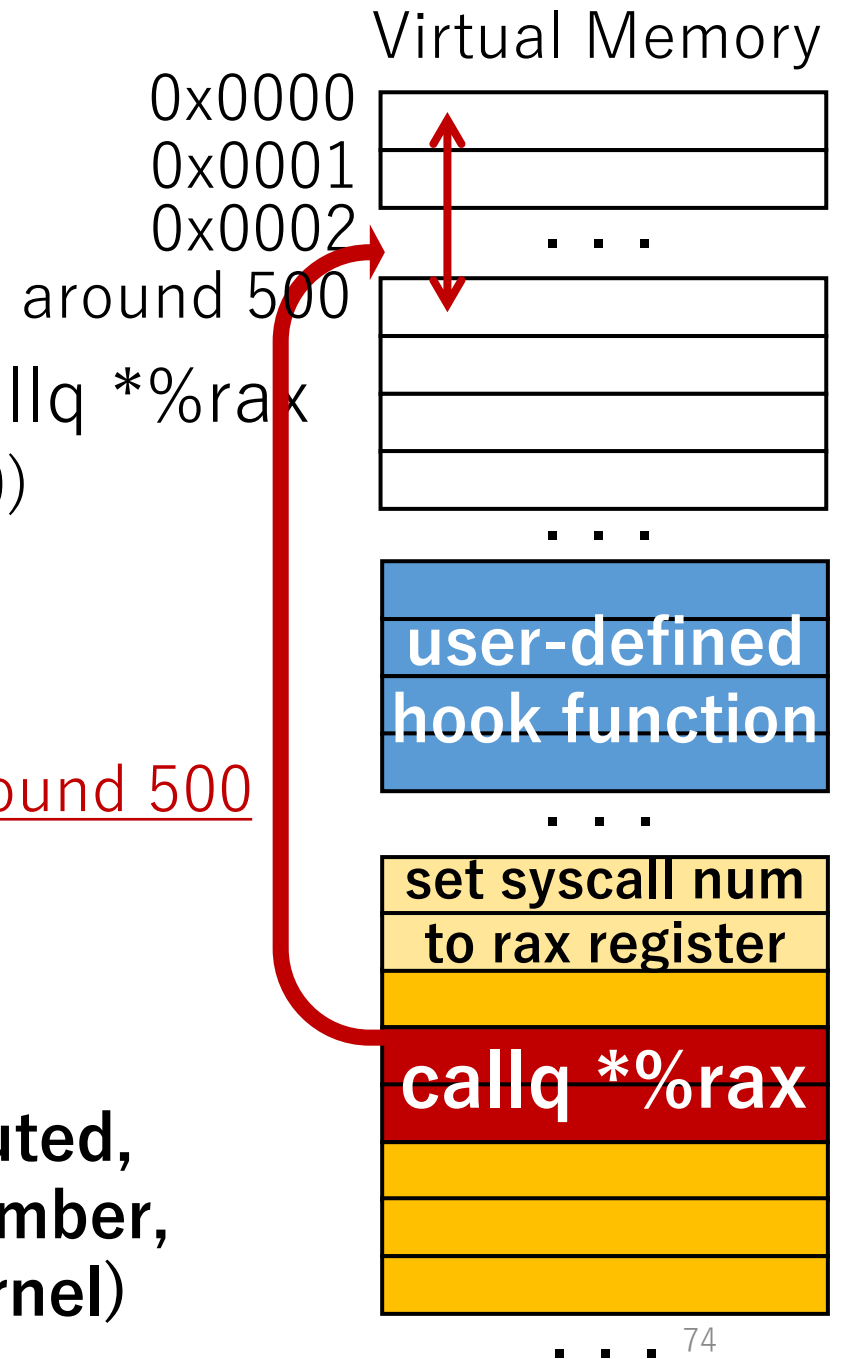 Virtual Memory
0x0000
0x0001
0x0002
. . .
around 500
llq *%rax
))
. . .
user-defined
hook function
ound 500
. . .
set syscall num
to rax register
callq *%rax
uted,
mber,
rnel)
. . .
74